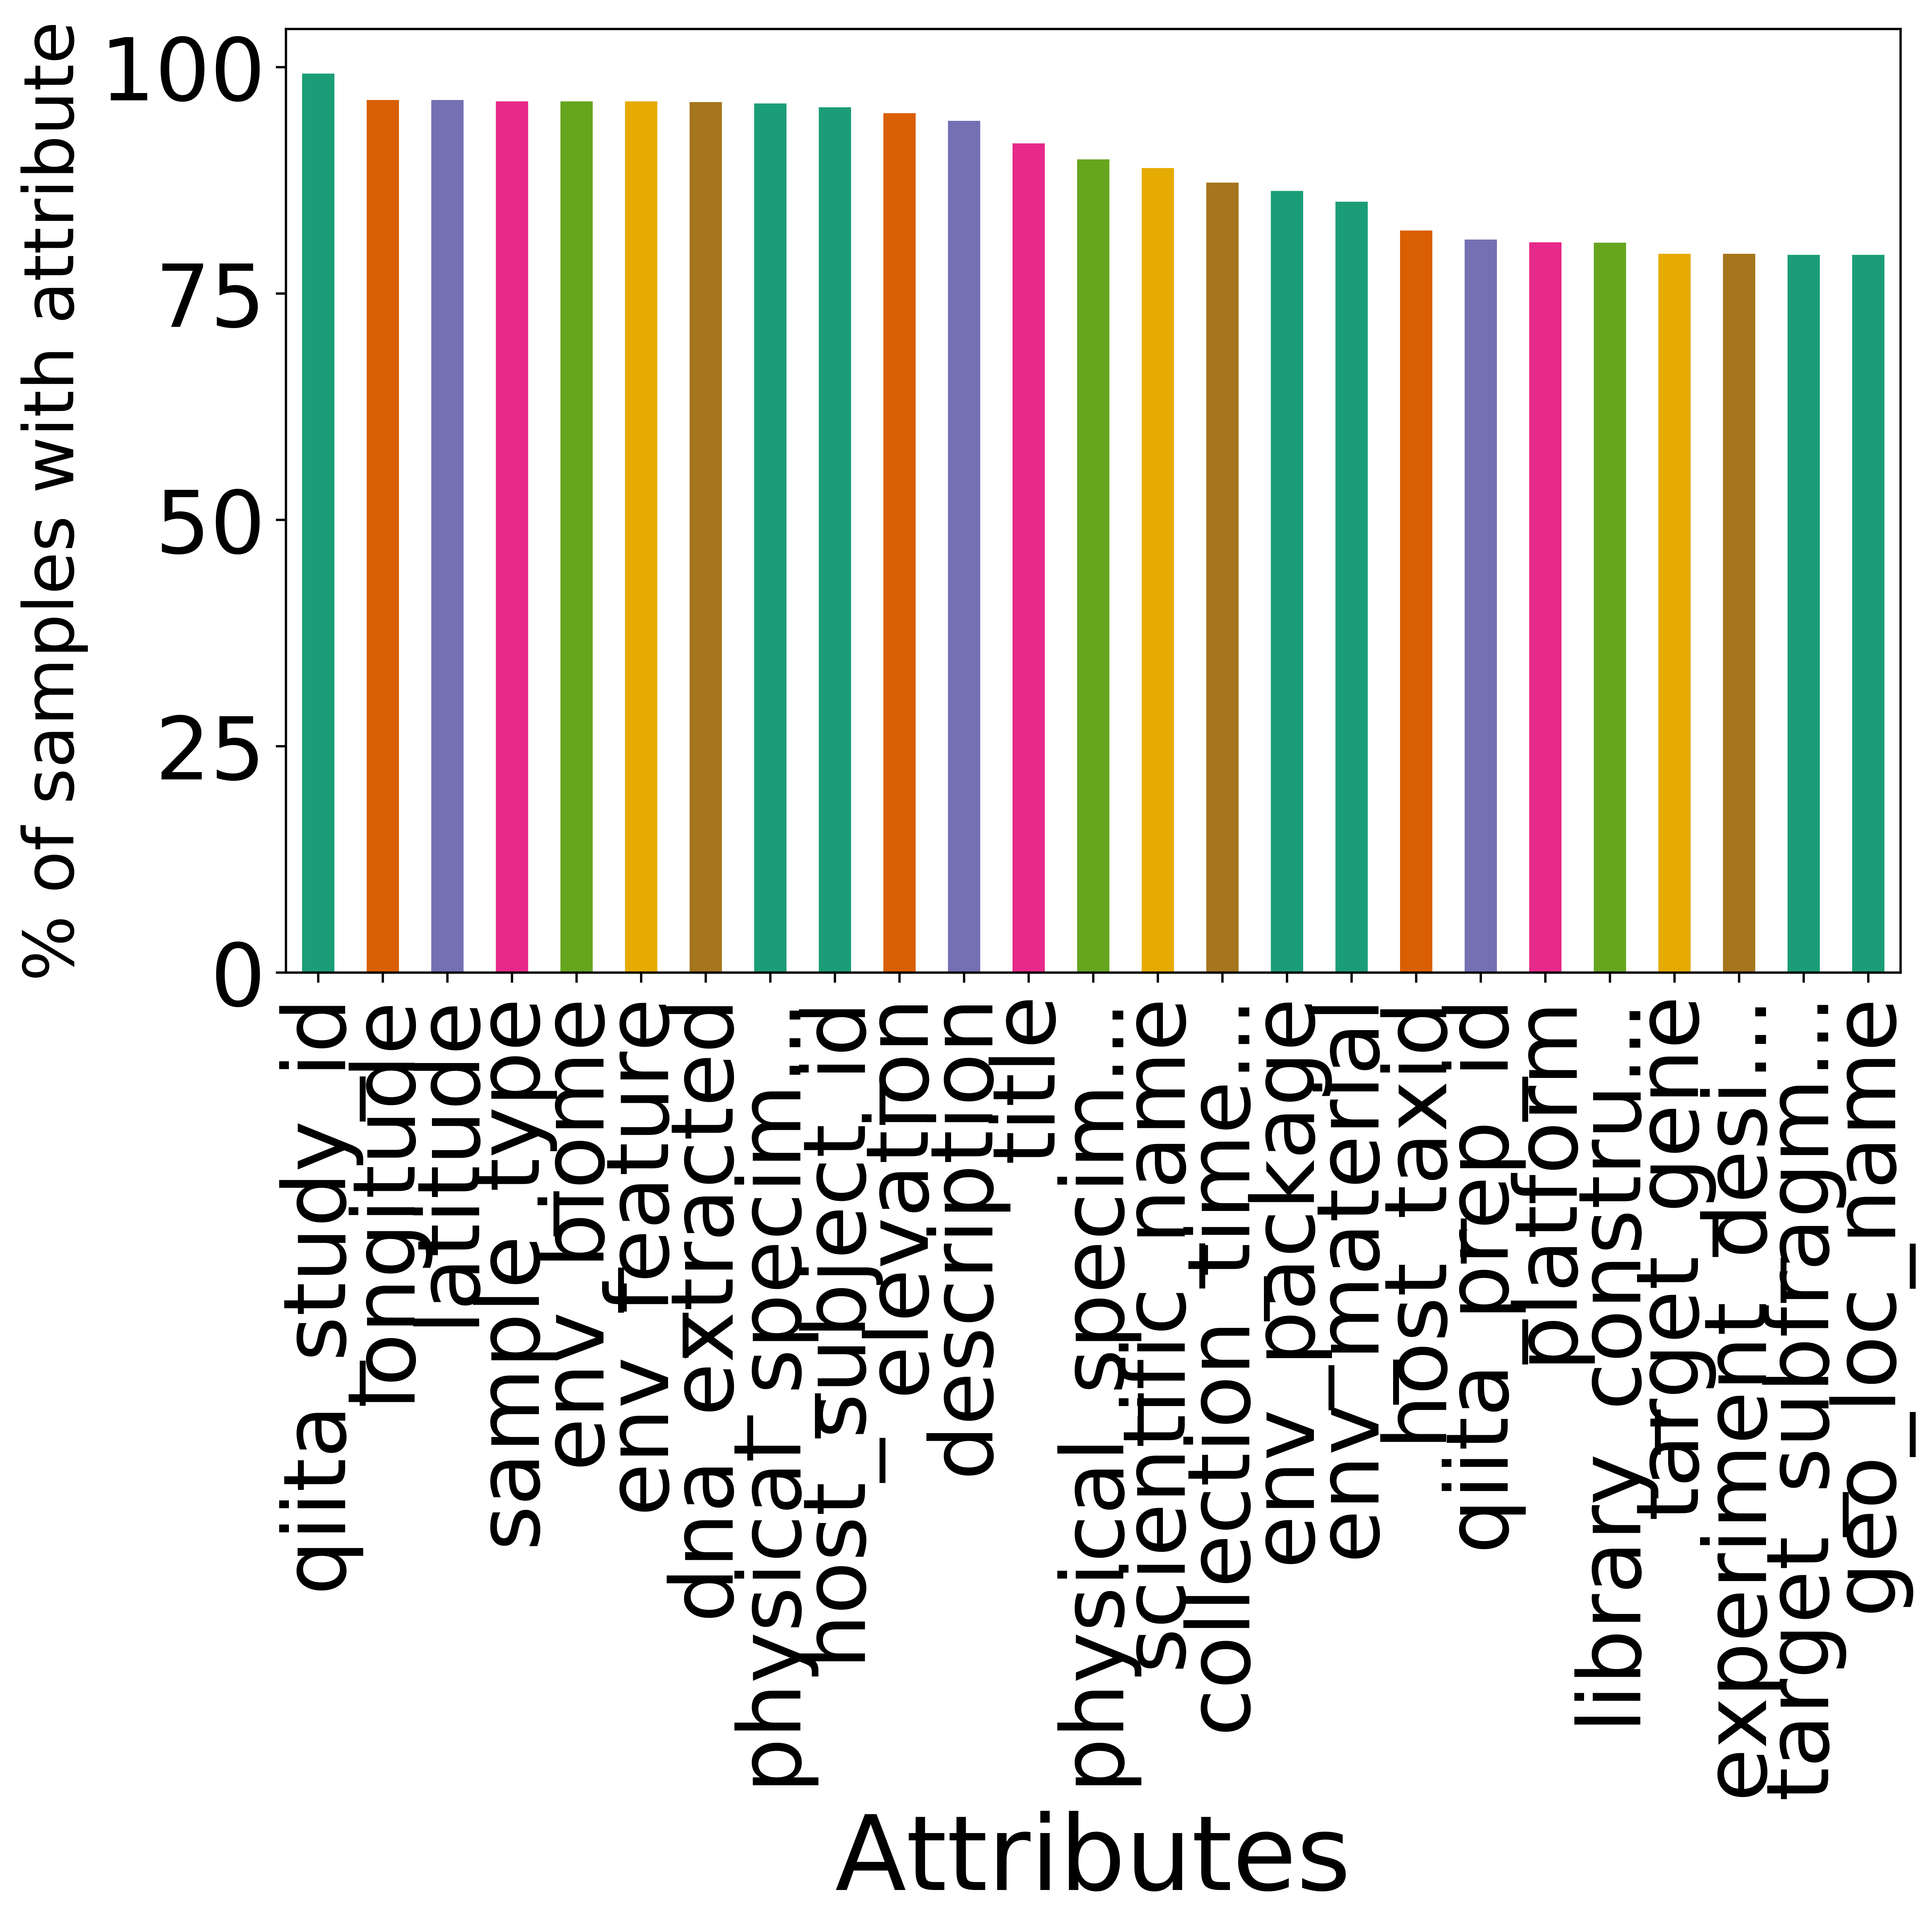 % of samples with attribute
100
75
50
25
0
qiita_study_id
longitude
latitude
sample_type
env_biome
env_feature
dna_extracted
physical_specim...
host_subject_id
elevation
description
title
physical_specim...
scientific_name
collection_time...
env_package
env_material
host_taxid
qiita_prep_id
platform
library_constru...
target_gene
experiment_desi...
target_subfragm...
geo_loc_name
Attributes